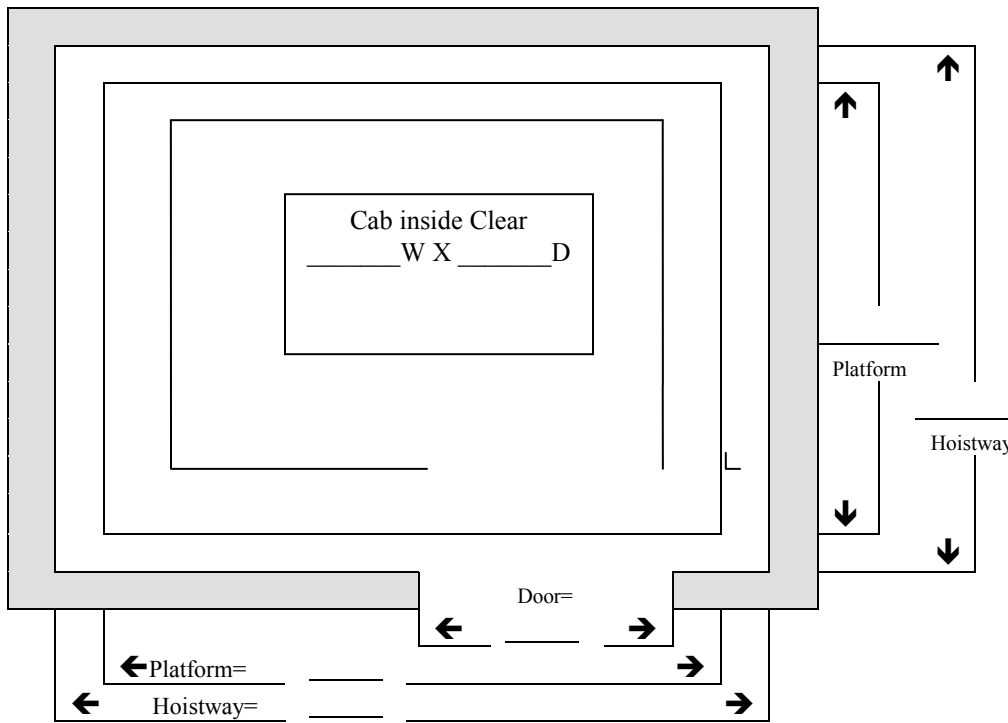 Cab inside Clear
_______W X _______D
Platform
Hoistway
Door=
Platform=
Hoistway=